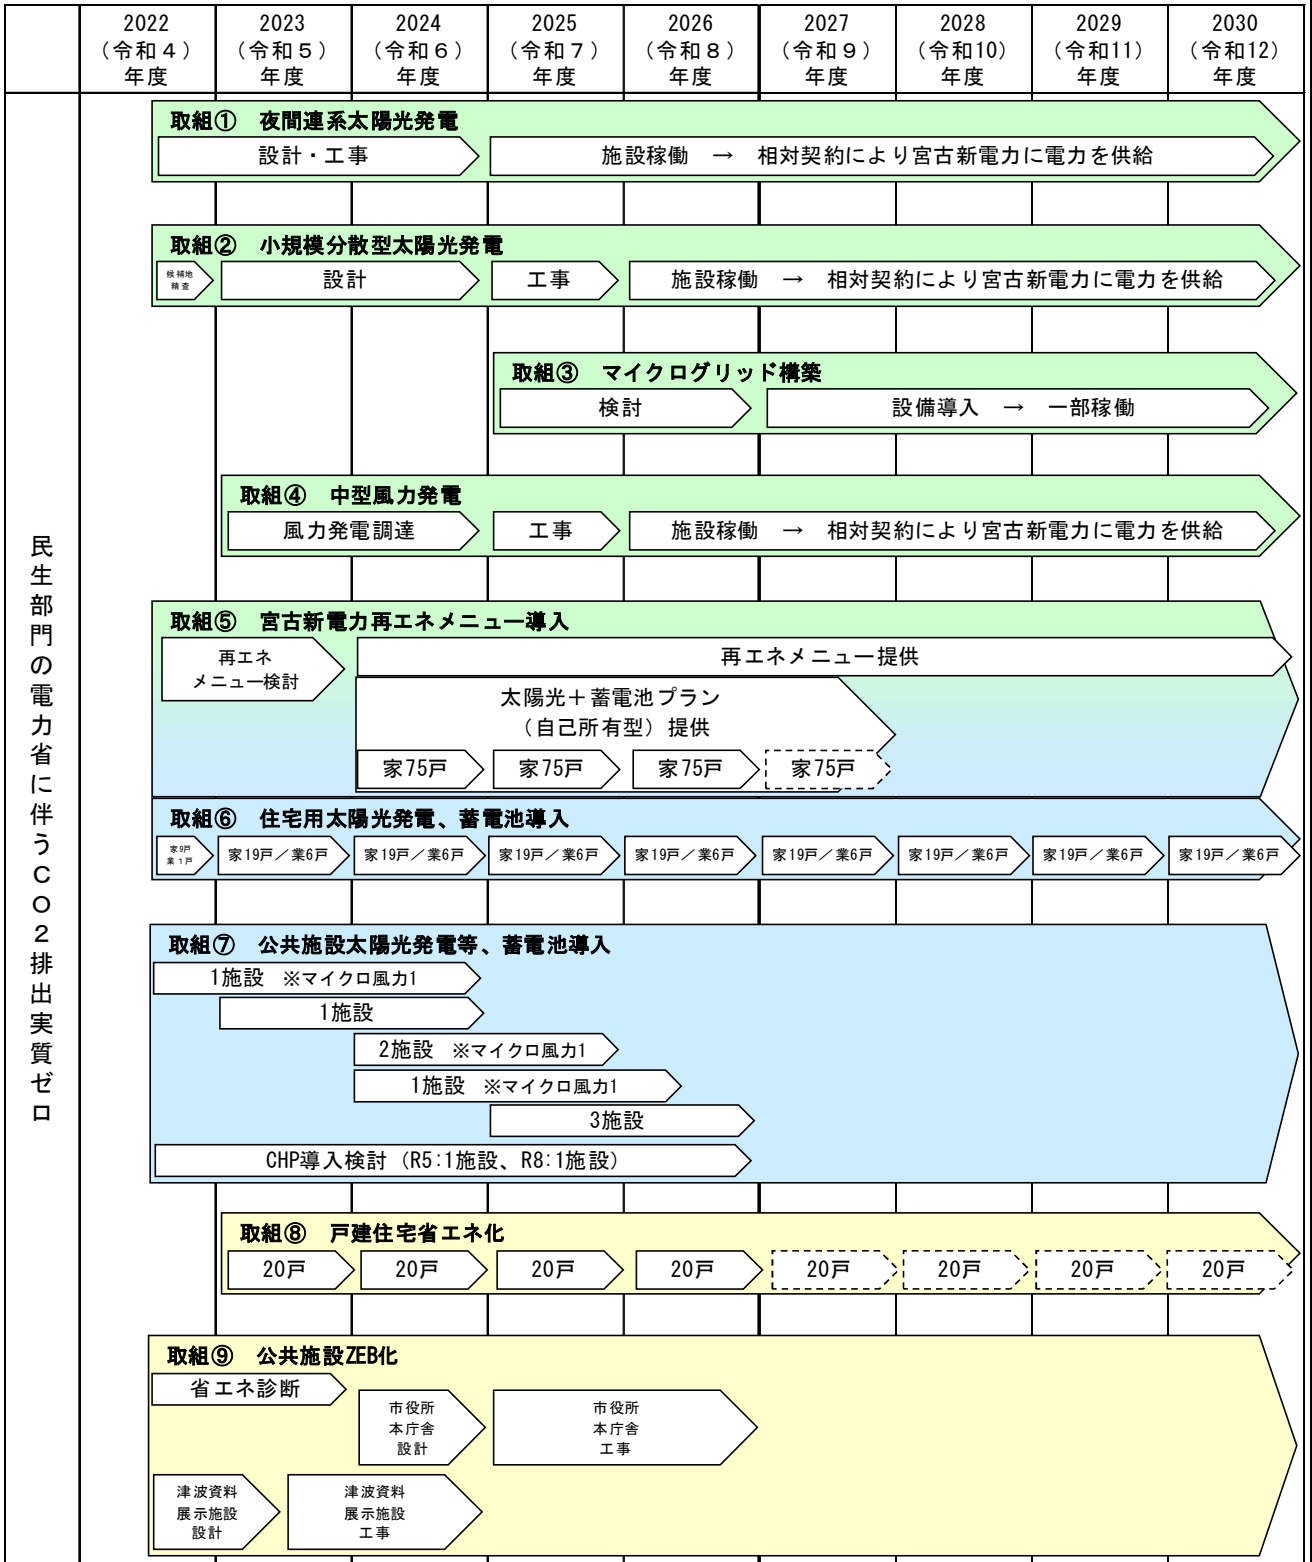 2022
（令和４）
年度
2023
（令和５）
年度
2024
（令和６）
年度
2025
（令和７）
年度
2026
（令和８）
年度
2027
（令和９）
年度
2028
（令和10）
年度
2029
（令和11）
年度
2030
（令和12）
年度
民生部門の電力省に伴うＣＯ２排出実質ゼロ
取組①　夜間連系太陽光発電
設計・工事
施設稼働　→　相対契約により宮古新電力に電力を供給
取組②　小規模分散型太陽光発電
候補地
精査
設計
工事
施設稼働　→　相対契約により宮古新電力に電力を供給
取組③　マイクログリッド構築
検討
設備導入　→　一部稼働
取組④　中型風力発電
風力発電調達
工事
施設稼働　→　相対契約により宮古新電力に電力を供給
取組⑤　宮古新電力再エネメニュー導入
再エネ
メニュー検討
再エネメニュー提供
太陽光＋蓄電池プラン
（自己所有型）提供
家75戸
家75戸
家75戸
家75戸
取組⑥　住宅用太陽光発電、蓄電池導入
家9戸
業１戸
家19戸／業6戸
家19戸／業6戸
家19戸／業6戸
家19戸／業6戸
家19戸／業6戸
家19戸／業6戸
家19戸／業6戸
家19戸／業6戸
取組⑦　公共施設太陽光発電等、蓄電池導入
1施設　※マイクロ風力1
1施設
2施設　※マイクロ風力1
1施設　※マイクロ風力1
3施設
CHP導入検討（R5:1施設、R8:1施設）
取組⑧　戸建住宅省エネ化
20戸
20戸
20戸
20戸
20戸
20戸
20戸
20戸
取組⑨　公共施設ZEB化
省エネ診断
市役所
本庁舎
設計
市役所
本庁舎
工事
津波資料
展示施設
設計
津波資料
展示施設
工事